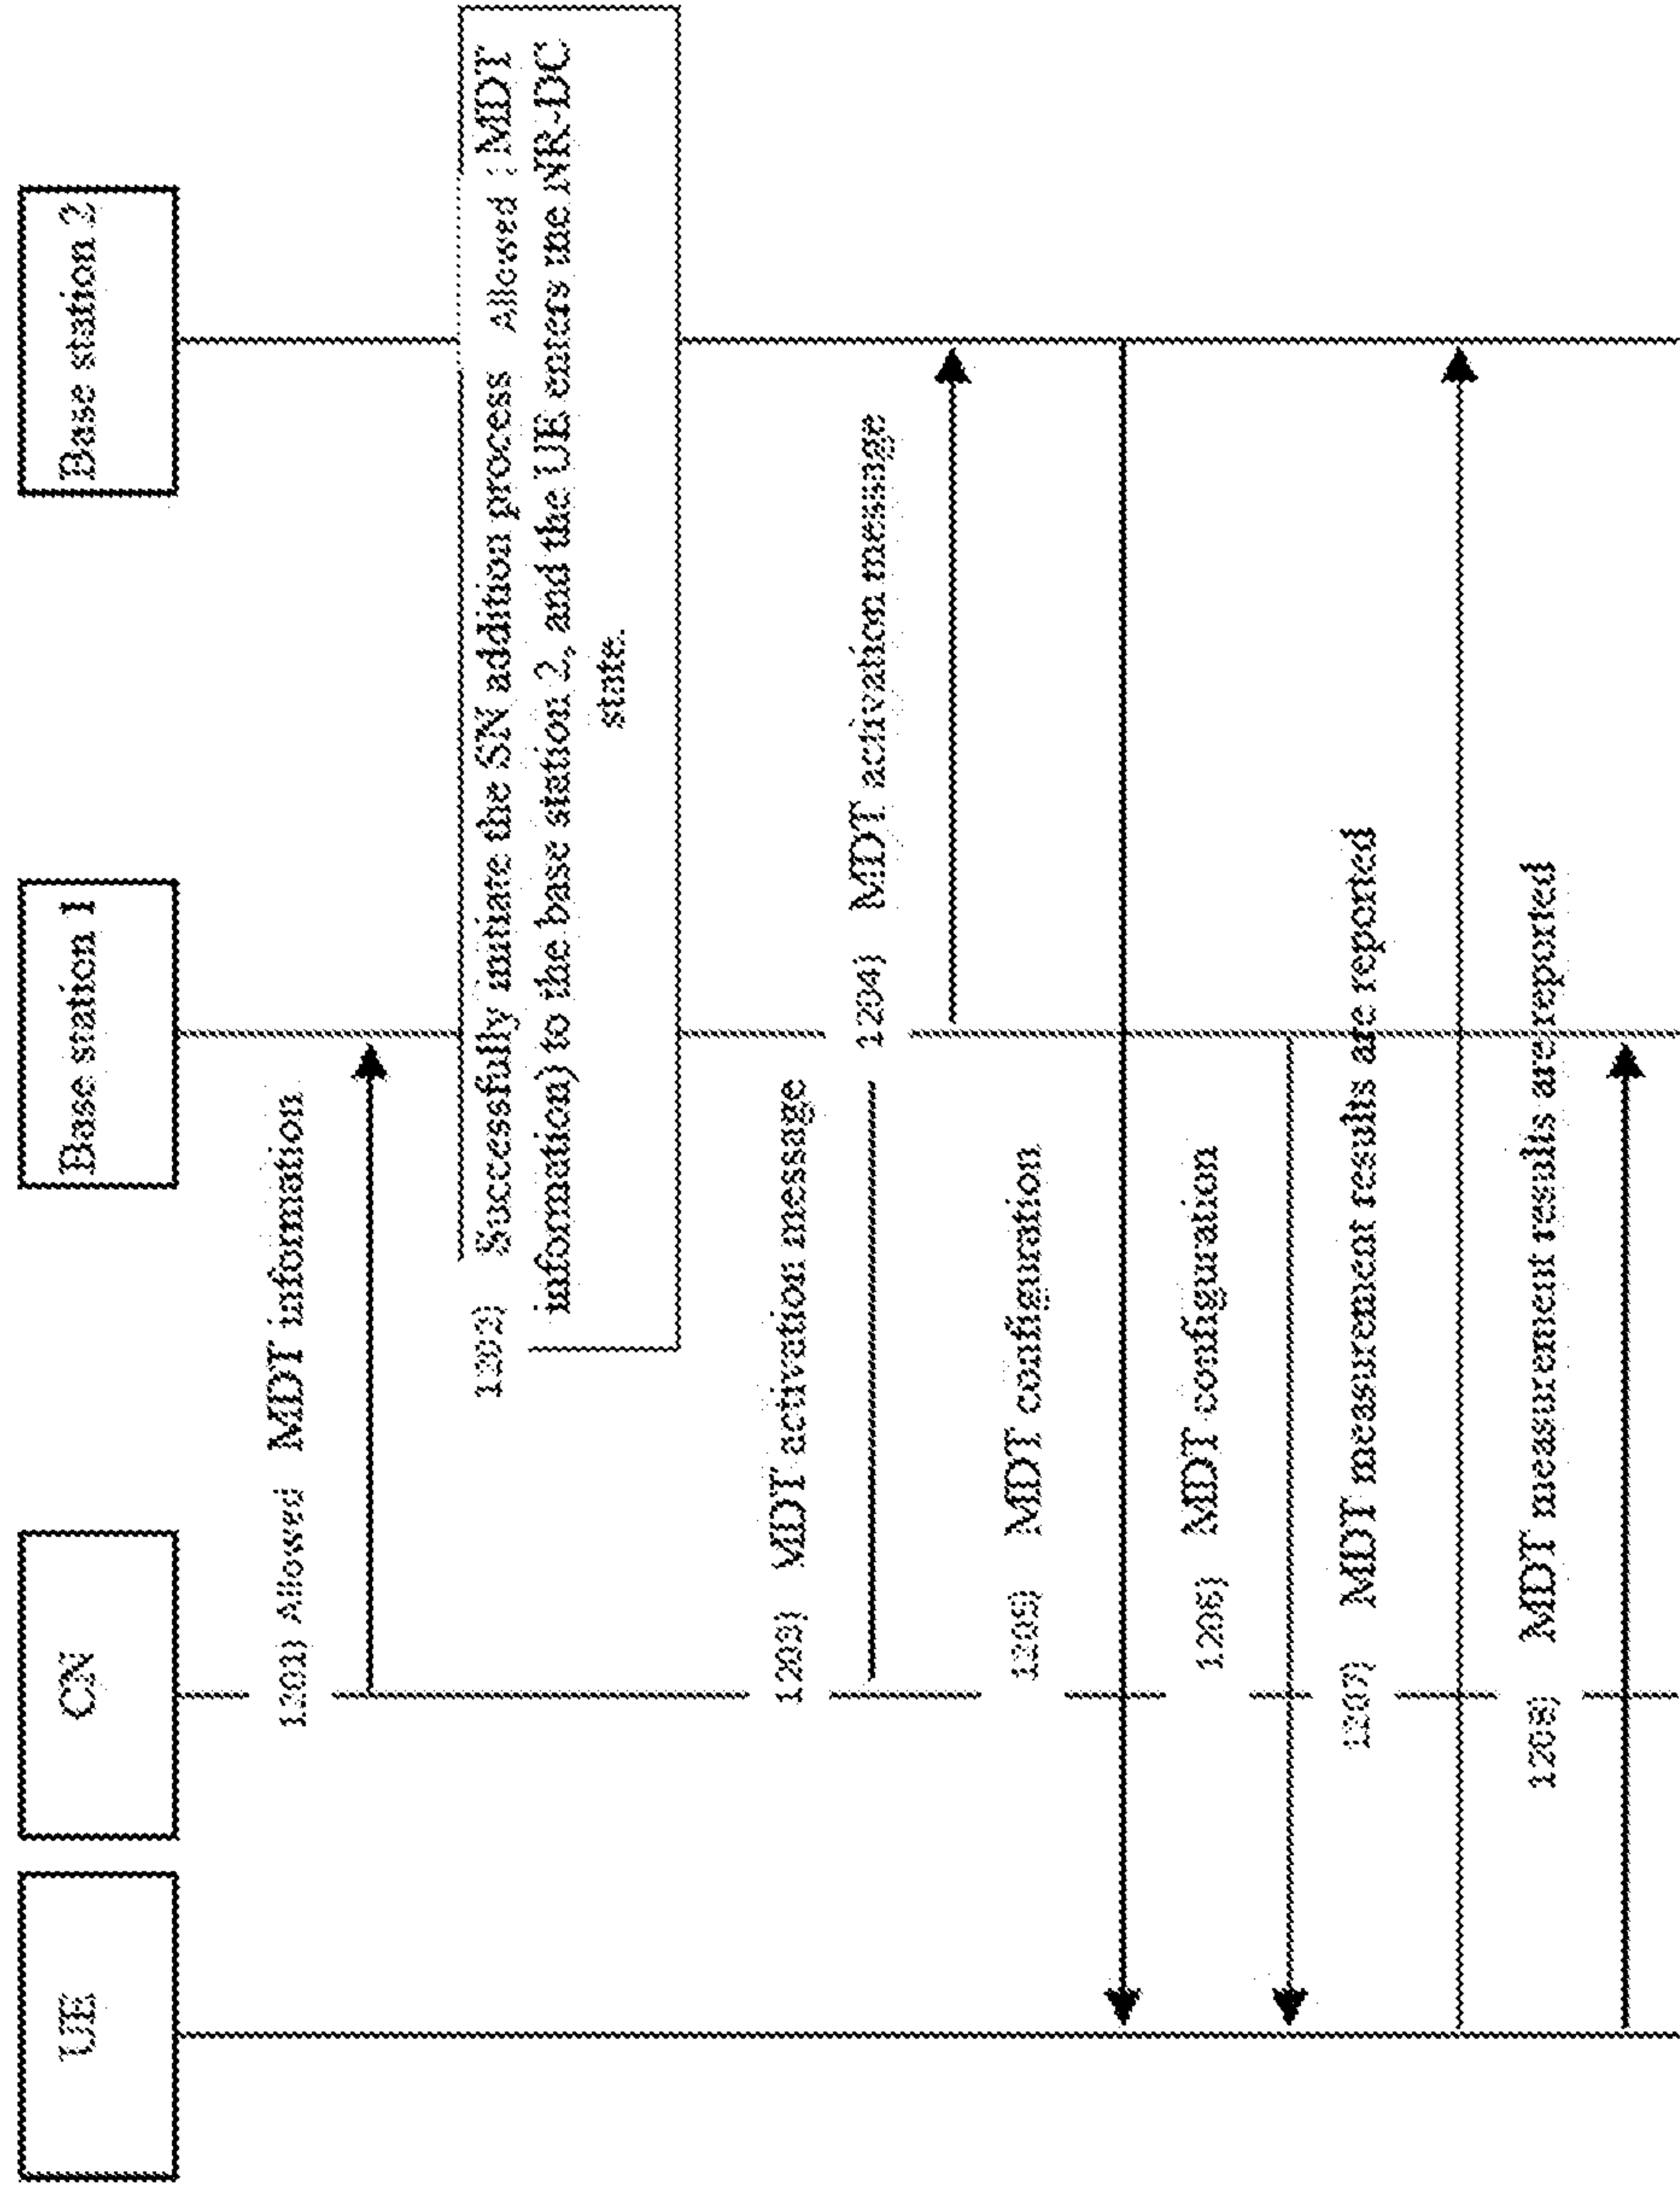 UE
CN
Base station 1
Base station 2
1201) Allowed MDT information
1202) Successfully initiate the SN addition process Allowed : MDT
information) to the base station 2, and the UE enters the NR-DC
state.
1203) MDT activation message
1204) MDT activation message
1205) MDT configuration
1206) MDT configuration
1207) MDT measurement results are reported
1208) MDT measurement results are reported